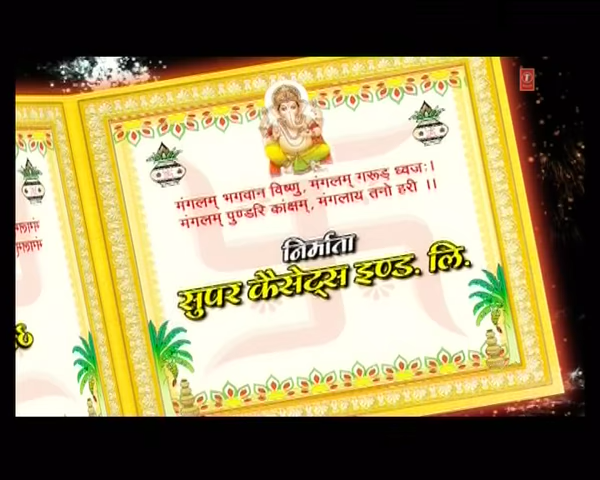 मंगलम् भगवान विष्णु, मंगलम् गरूड़ ध्वजः।
मंगलम् पुण्डरि कांक्षम्, मंगलाय तनो हरी ।।
निर्माता
सुपर कैसेट्स इण्ड. लि.